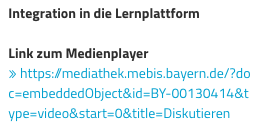 Integration in die Lernplattform
Link zum Medienplayer
» https://mediathek.mebis.bayern.de/?do
c=embeddedObject&id=BY-00130414&t
ype=video&start=0&title=Diskutieren